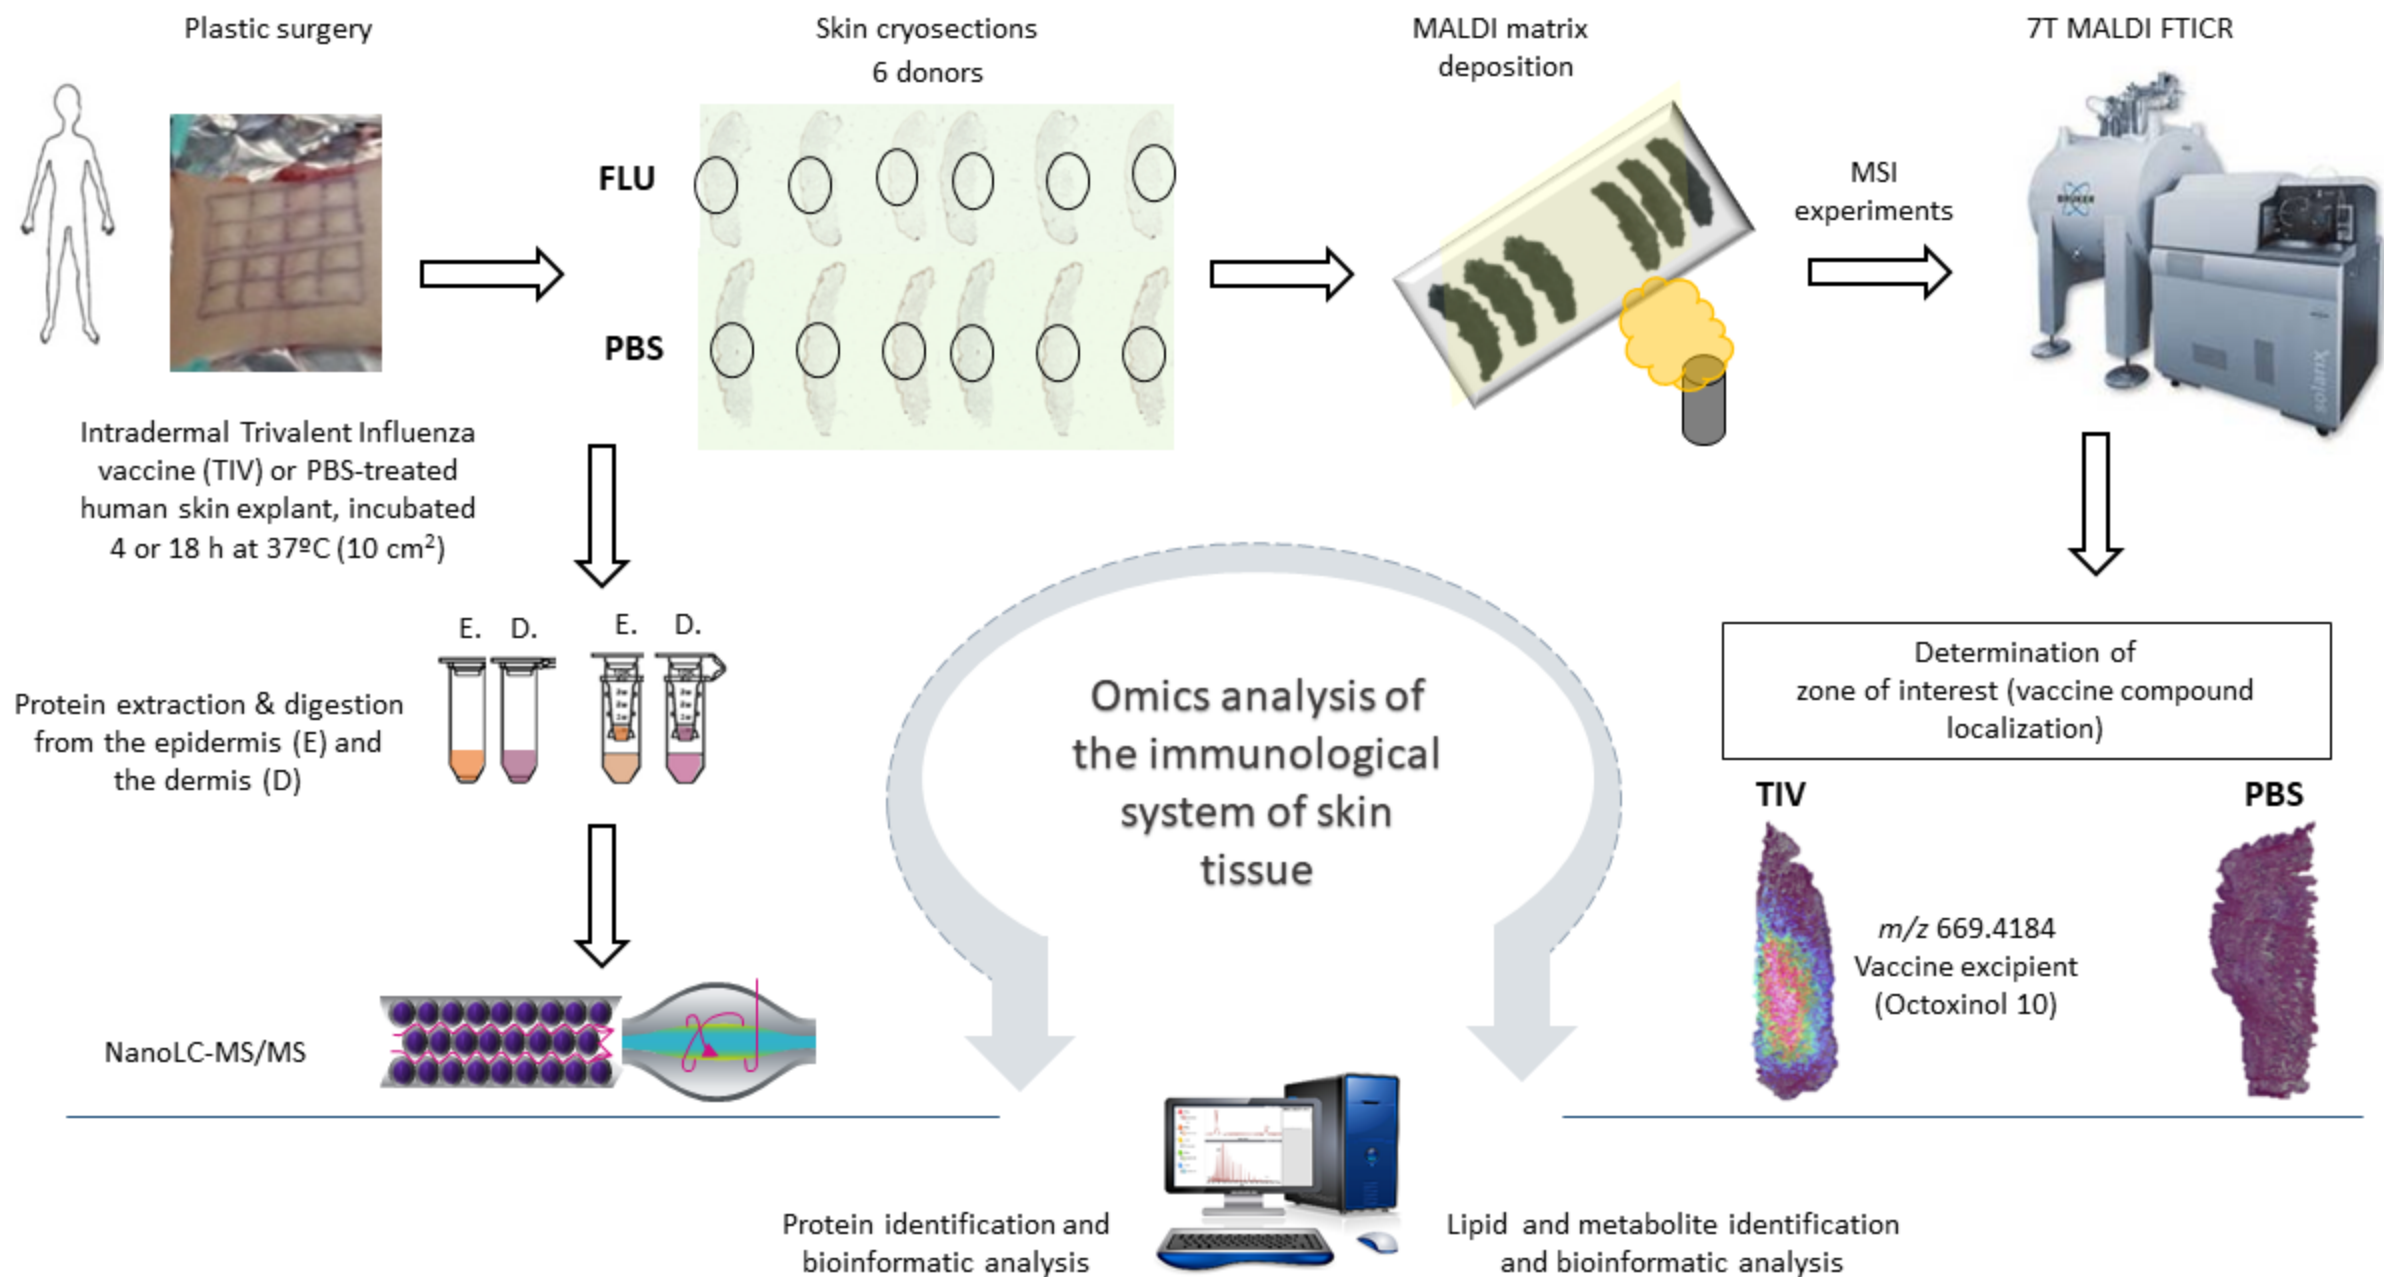 Plastic surgery
Skin cryosections
6 donors
MALDI matrix
deposition
7T MALDI FTICR
FLU
PBS
MSI
experiments
BRUKER
solarix
Intradermal Trivalent Influenza
vaccine (TIV) or PBS-treated
human skin explant, incubated
4 or 18 h at 37ºC (10 cm²)
E. D. E. D.
Protein extraction & digestion
from the epidermis (E) and
the dermis (D)
NanoLC-MS/MS
Omics analysis of
the immunological
system of skin
tissue
Determination of
zone of interest (vaccine compound
localization)
TIV
PBS
m/z 669.4184
Vaccine excipient
(Octoxinol 10)
Protein identification and
bioinformatic analysis
Lipid and metabolite identification
and bioinformatic analysis